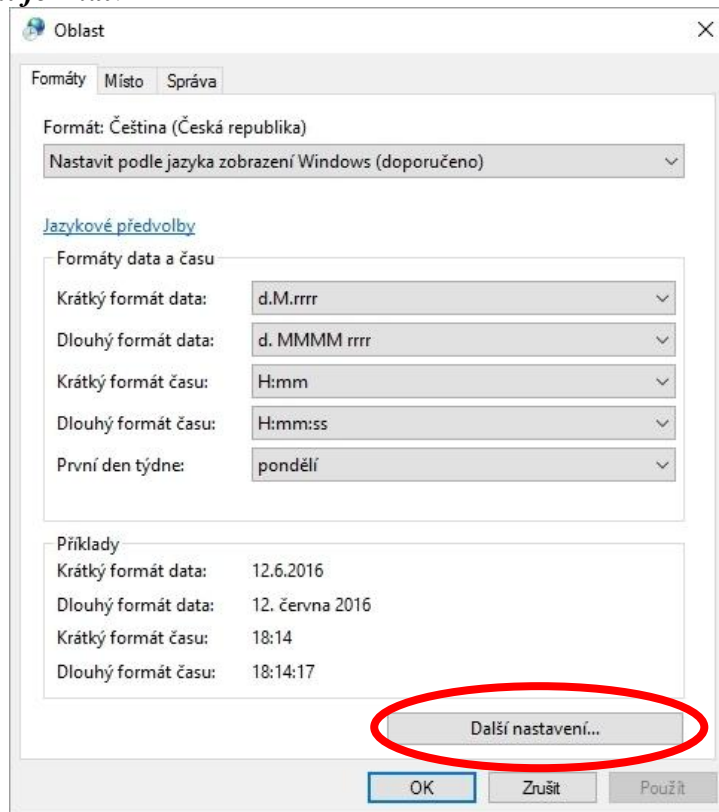 Oblast
Formáty Místo Správa
Formát: Čeština (Česká republika)
Nastavit podle jazyka zobrazení Windows (doporučeno)
Jazykové předvolby
Formáty data a času
Krátký formát data: d.M.rrrr
Dlouhý formát data: d. MMMM rrrr
Krátký formát času: H:mm
Dlouhý formát času: H:mm:ss
První den týdne: pondělí
Příklady
Krátký formát data: 12.6.2016
Dlouhý formát data: 12. června 2016
Krátký formát času: 18:14
Dlouhý formát času: 18:14:17
Další nastavení...
OK Zrušit Použít